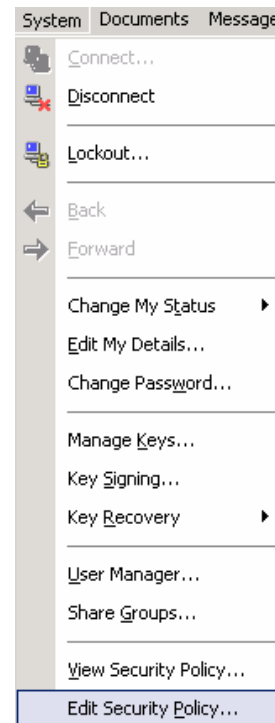 System Documents Message
Connect...
Disconnect
Lockout...
Back
Forward
Change My Status
Edit My Details...
Change Password...
Manage Keys...
Key Signing...
Key Recovery
User Manager...
Share Groups...
View Security Policy...
Edit Security Policy...